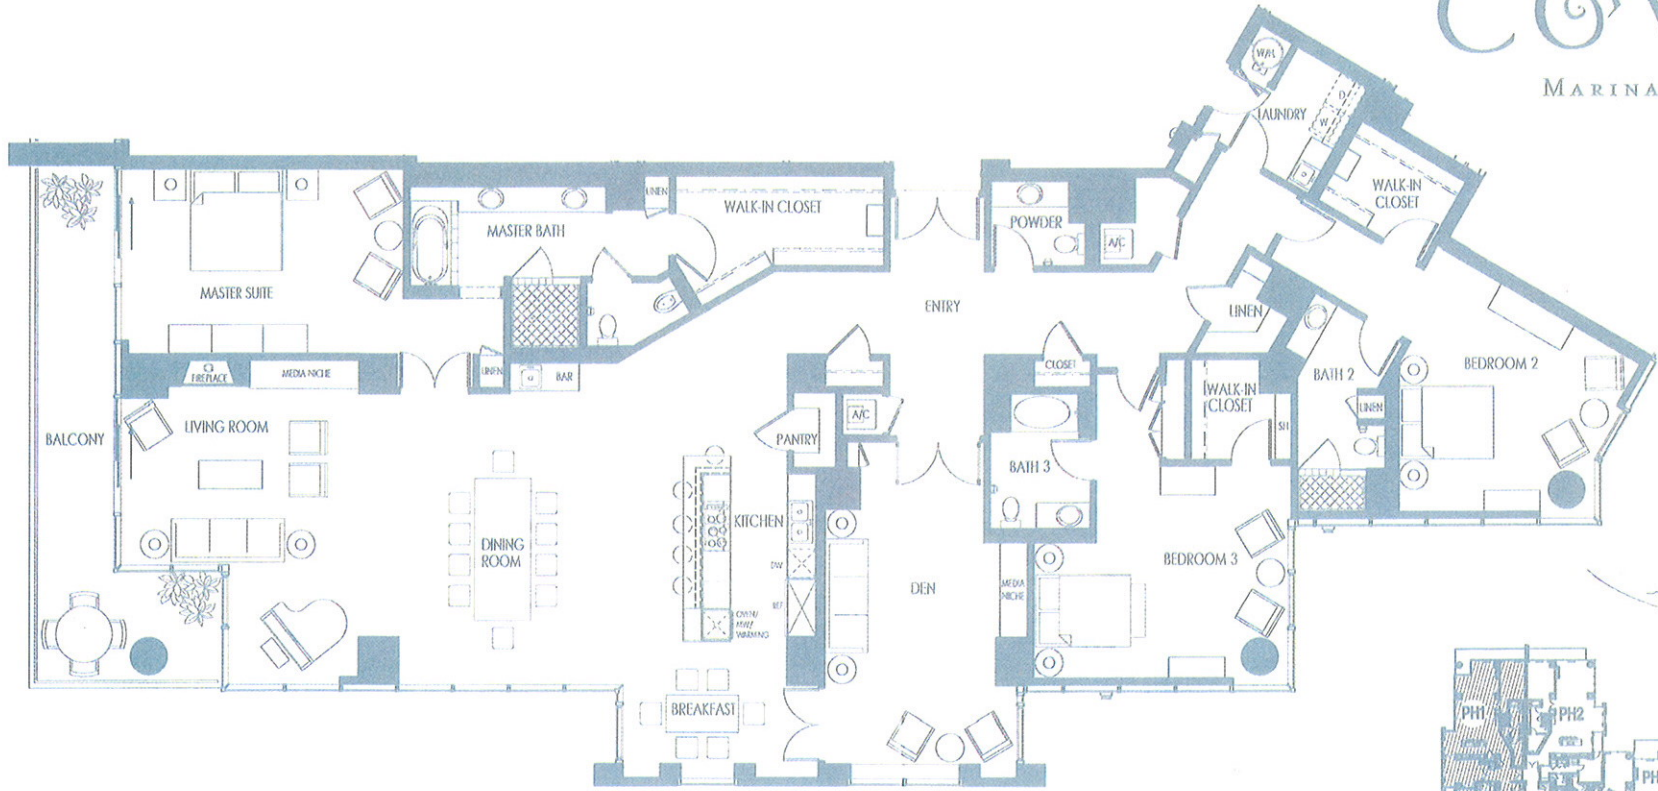 MARINA
W/H
LAUNDRY
D
W
WALK-IN
CLOSET
LINEN
WALK-IN CLOSET
MASTER BATH
POWDER
A/C
MASTER SUITE
ENTRY
LINEN
FIREPLACE
MEDIA NICHE
LINEN
BAR
CLOSET
BEDROOM 2
BATH 2
WALK-IN
CLOSET
SH
LINEN
BALCONY
LIVING ROOM
A/C
PANTRY
BATH 3
KITCHEN
DINING
ROOM
DW
REF
OVEN/
MW/
WARMING
DEN
MEDIA
NICHE
BEDROOM 3
BREAKFAST
PH1
PH2
PH